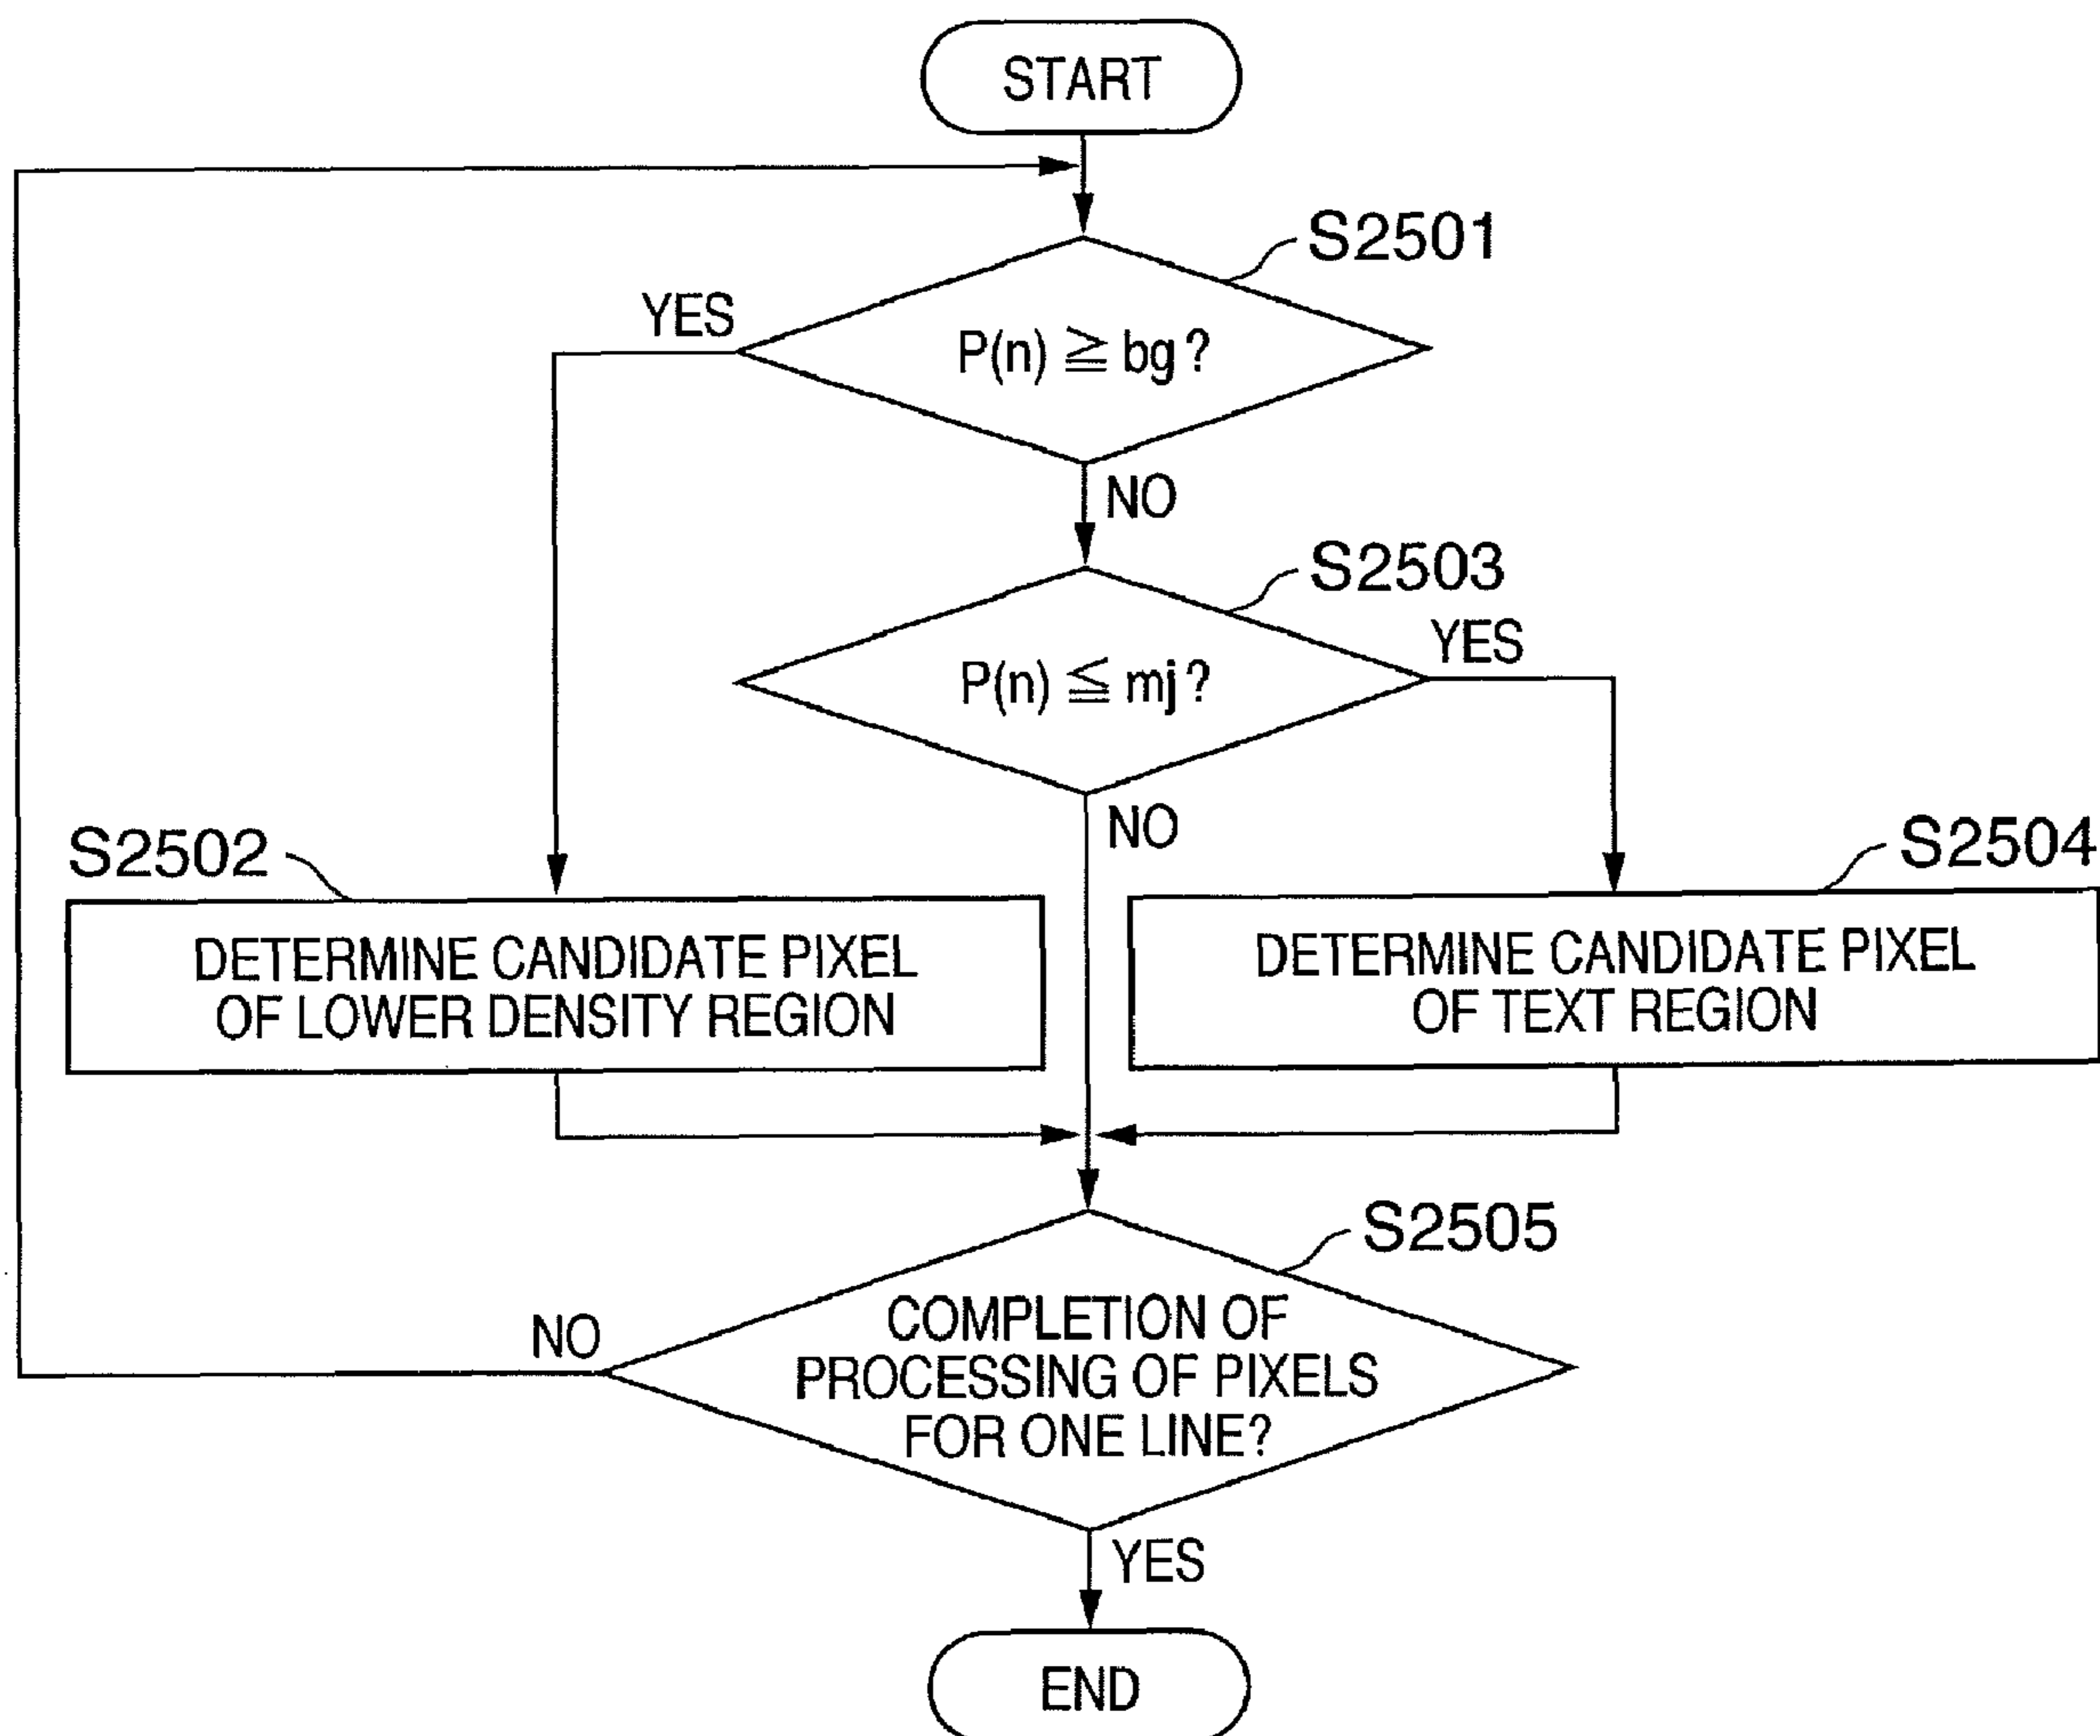 START
S2501
YES
P(n) ≧ bg?
NO
S2503
YES
P(n) ≦ mj?
NO
S2502
S2504
DETERMINE CANDIDATE PIXEL
OF LOWER DENSITY REGION
DETERMINE CANDIDATE PIXEL
OF TEXT REGION
S2505
NO
COMPLETION OF
PROCESSING OF PIXELS
FOR ONE LINE?
YES
END